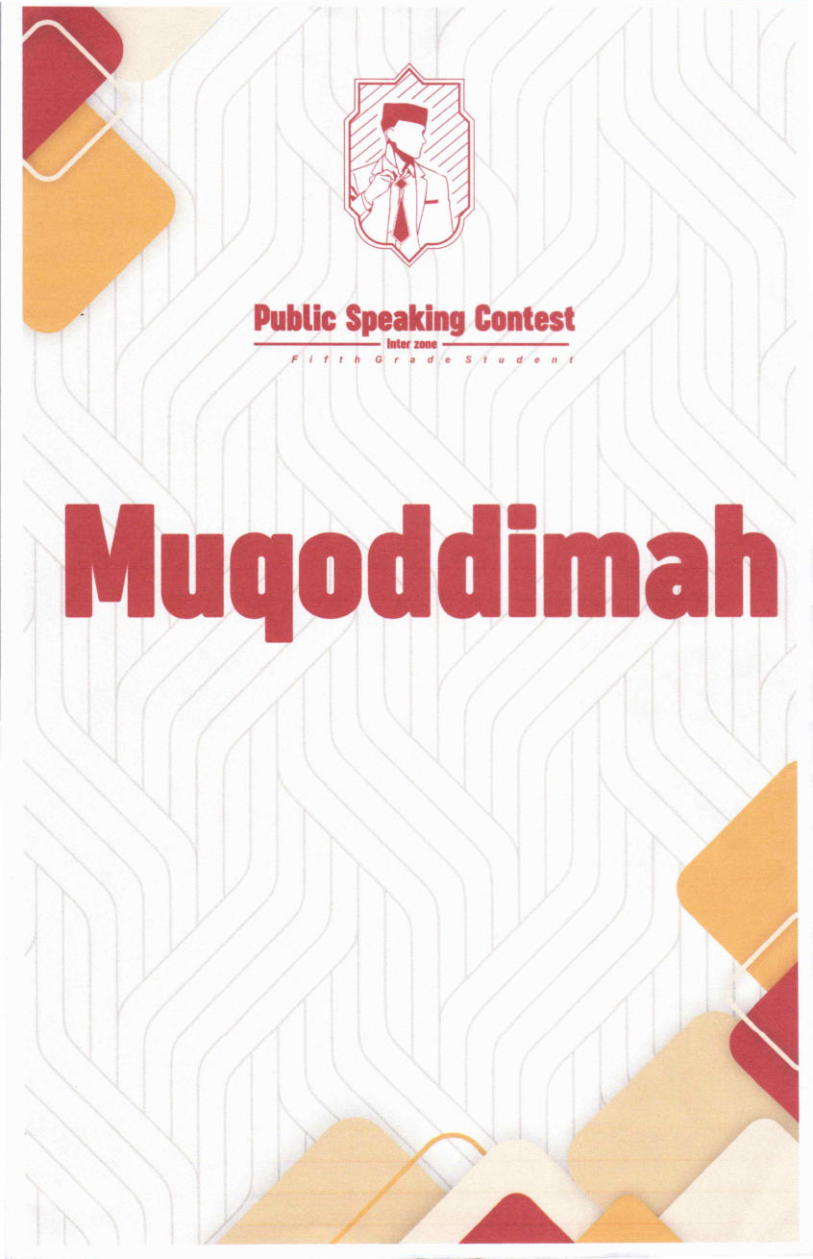 Public Speaking Contest
Inter zone
Fifth Grade Student
Muqoddimah